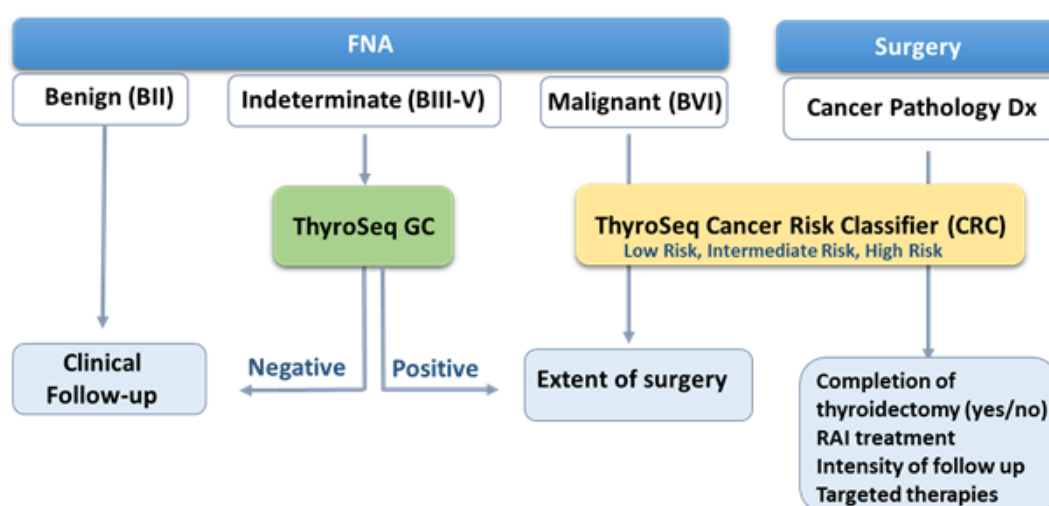 FNA
Surgery
Benign (BII)
Indeterminate (BIII-V)
Malignant (BVI)
Cancer Pathology Dx
ThyroSeq GC
ThyroSeq Cancer Risk Classifier (CRC)
Low Risk, Intermediate Risk, High Risk
Clinical
Follow-up
Negative
Positive
Extent of surgery
Completion of
thyroidectomy (yes/no)
RAI treatment
Intensity of follow up
Targeted therapies